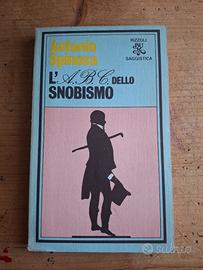 Antonio
Spinosa
L'A.B.C. DELLO
SNOBISMO
RIZZOLI
BUR
SAGGISTICA
subito